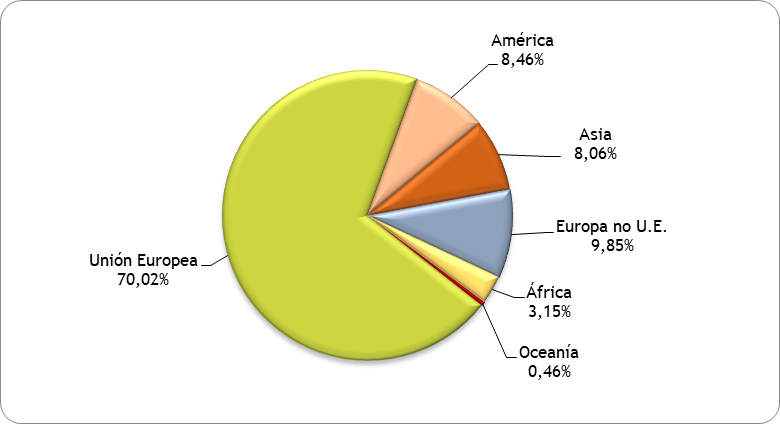 América
8,46%
Asia
8,06%
Europa no U.E.
9,85%
Unión Europea
70,02%
África
3,15%
Oceanía
0,46%